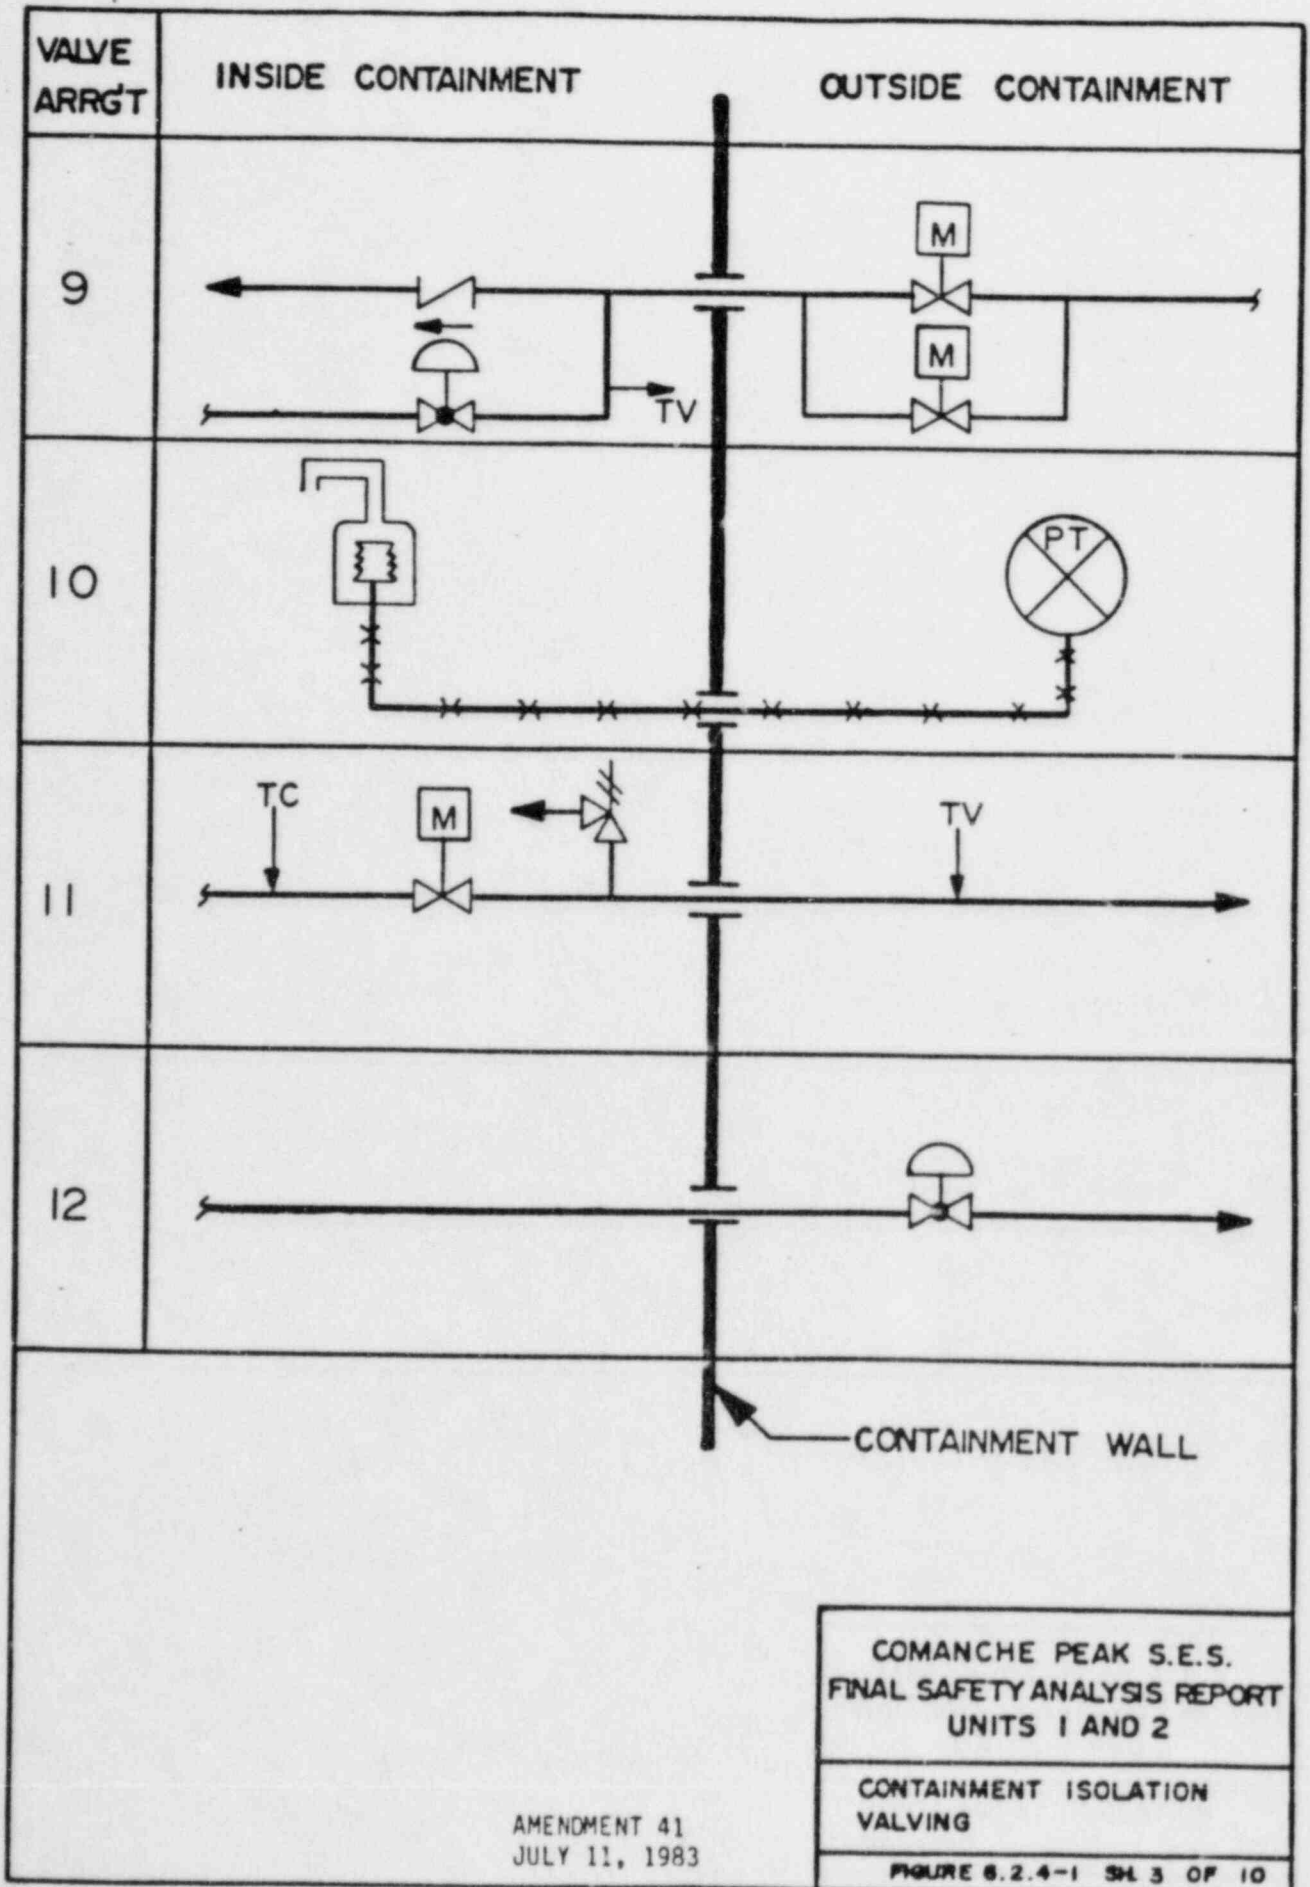 VALVE
ARRG'T
INSIDE CONTAINMENT
OUTSIDE CONTAINMENT
9
M
M
TV
10
PT
11
TC
M
TV
12
CONTAINMENT WALL
COMANCHE PEAK S.E.S.
FINAL SAFETY ANALYSIS REPORT
UNITS 1 AND 2
CONTAINMENT ISOLATION
VALVING
AMENDMENT 41
JULY 11, 1983
FIGURE 6.2.4-1 SH. 3 OF 10